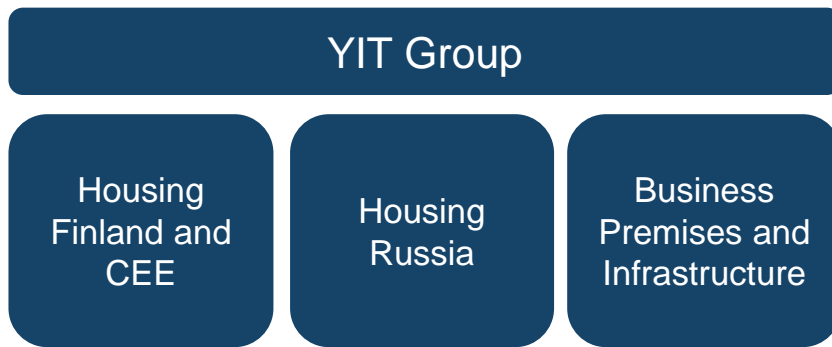 YIT Group
Housing
Finland and
CEE
Housing
Russia
Business
Premises and
Infrastructure